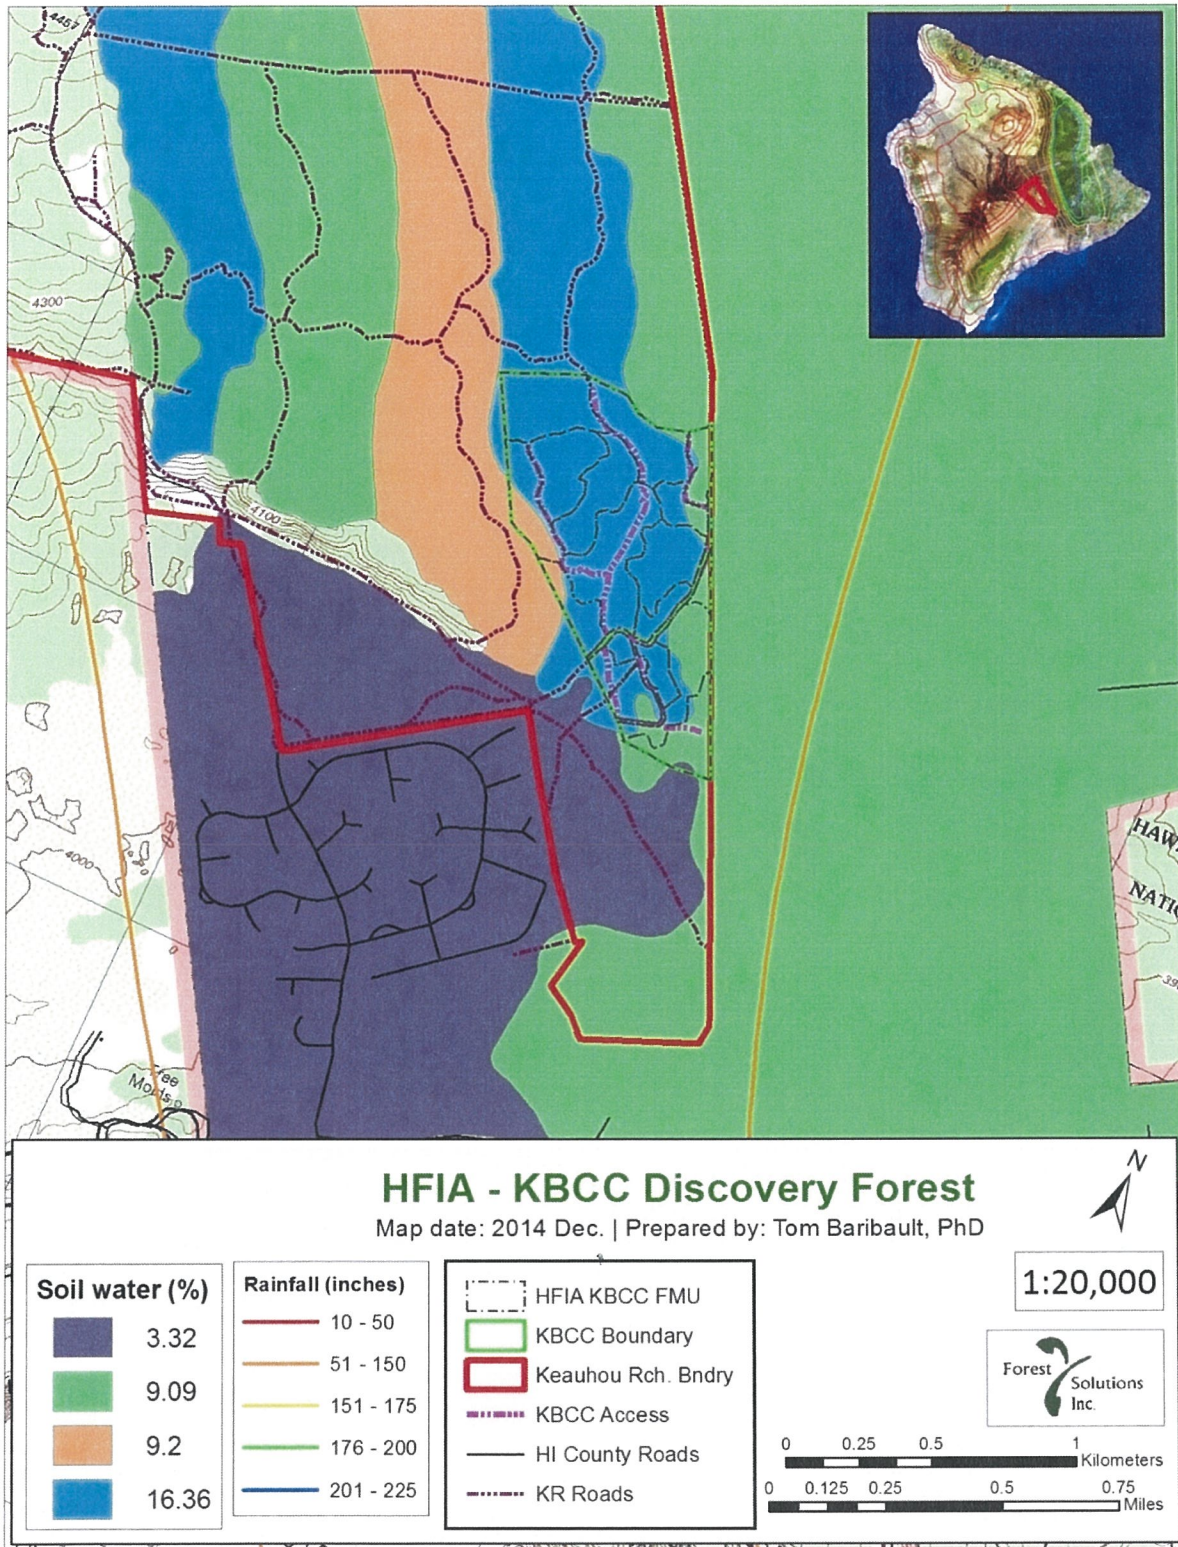 4457
4300
4100
4000
HAW
NATIO
Molds
HFIA - KBCC Discovery Forest
Map date: 2014 Dec. | Prepared by: Tom Baribault, PhD
N
1:20,000
Soil water (%)
3.32
9.09
9.2
16.36
Rainfall (inches)
10 - 50
51 - 150
151 - 175
176 - 200
201 - 225
HFIA KBCC FMU
KBCC Boundary
Keauhou Rch. Bndry
KBCC Access
HI County Roads
KR Roads
Forest
Solutions
Inc.
0 0.25 0.5 1
Kilometers
0 0.125 0.25 0.5 0.75
Miles